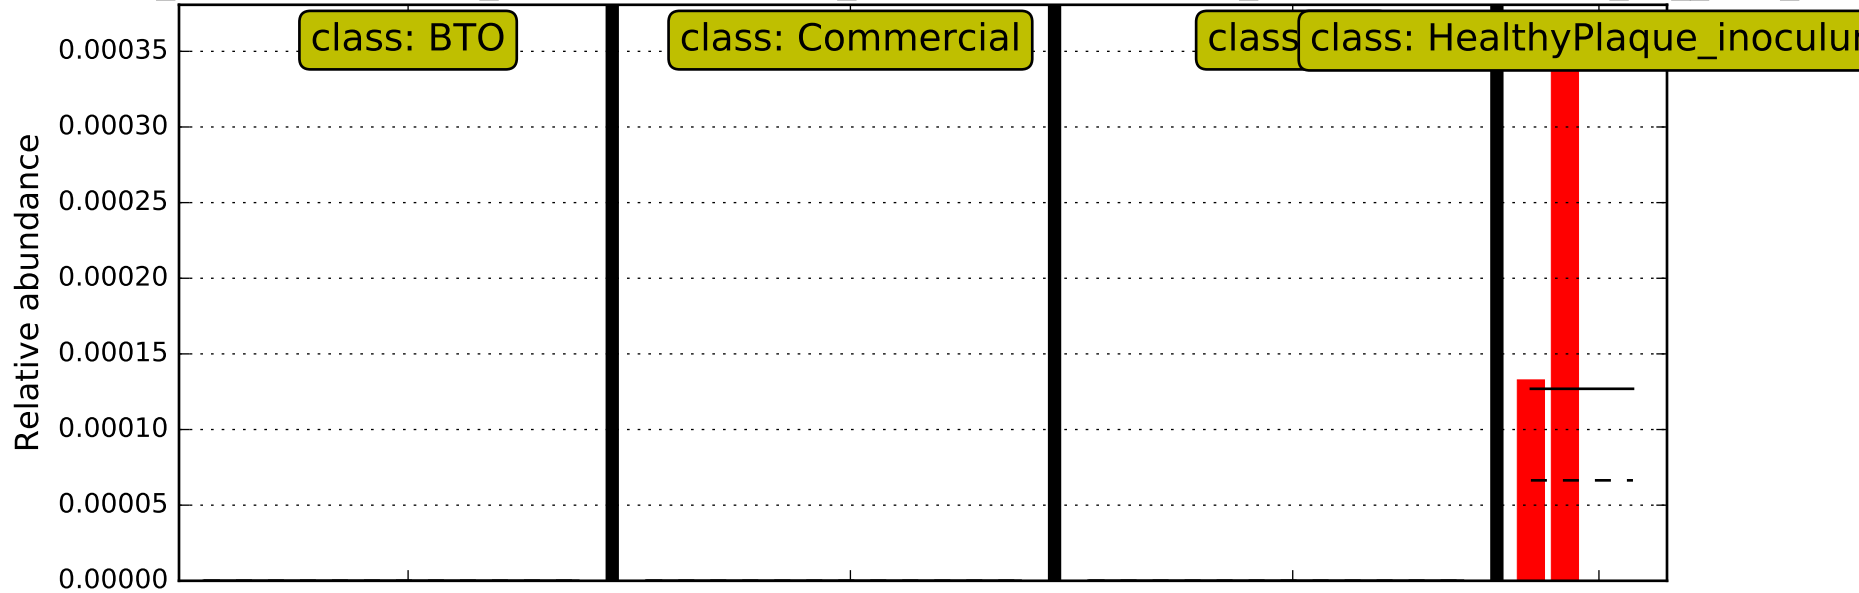 class: BTO
class: Commercial
class
class: HealthyPlaque_inoculu
0.00035
0.00030
0.00025
0.00020
0.00015
0.00010
0.00005
0.00000
Relative abundance